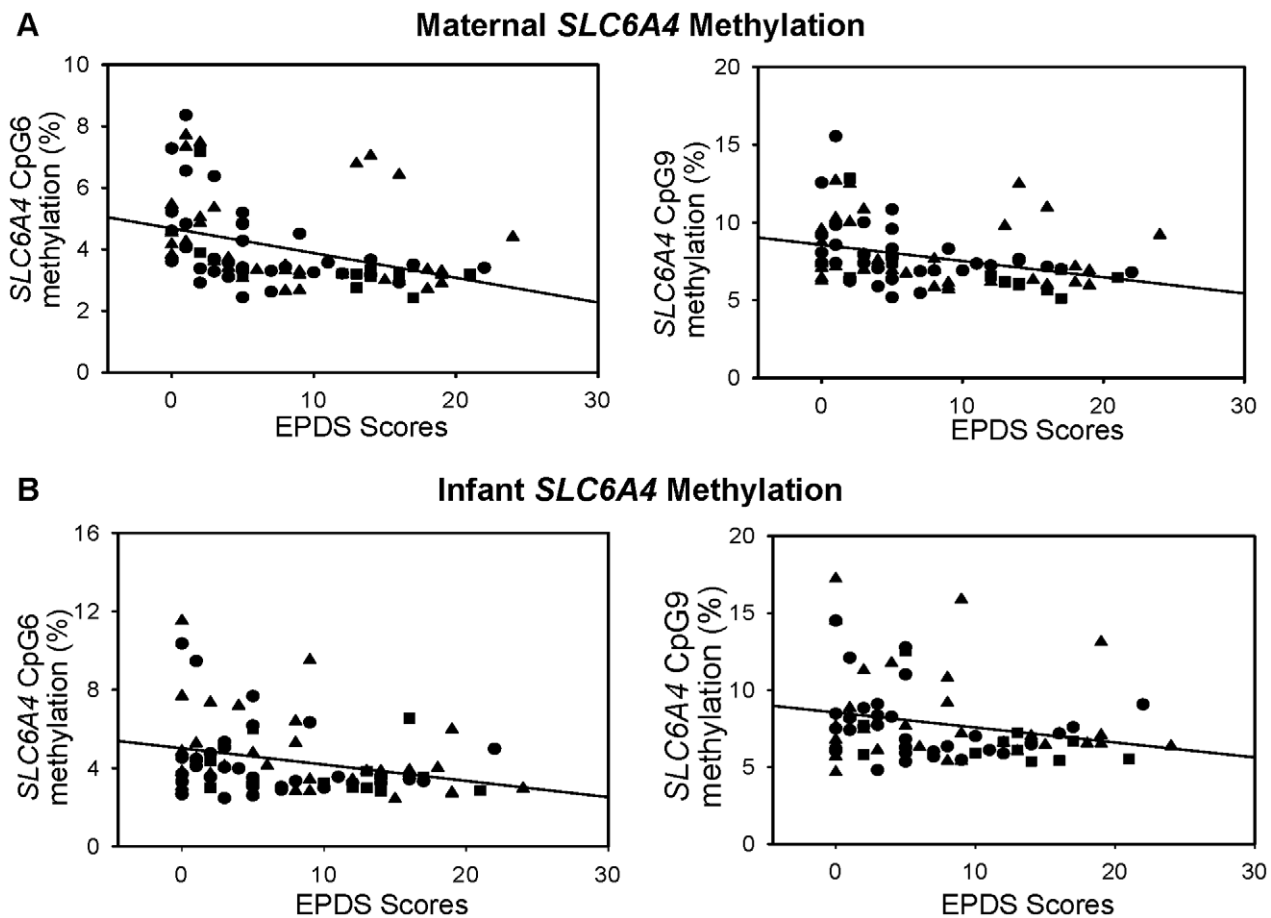 A
Maternal SLC6A4 Methylation
SLC6A4 CpG6
methylation (%)
10
8
6
4
2
0
0 10 20 30
EPDS Scores
SLC6A4 CpG9
methylation (%)
20
15
10
5
0
0 10 20 30
EPDS Scores
B
Infant SLC6A4 Methylation
SLC6A4 CpG6
methylation (%)
16
12
8
4
0
0 10 20 30
EPDS Scores
SLC6A4 CpG9
methylation (%)
20
15
10
5
0
0 10 20 30
EPDS Scores